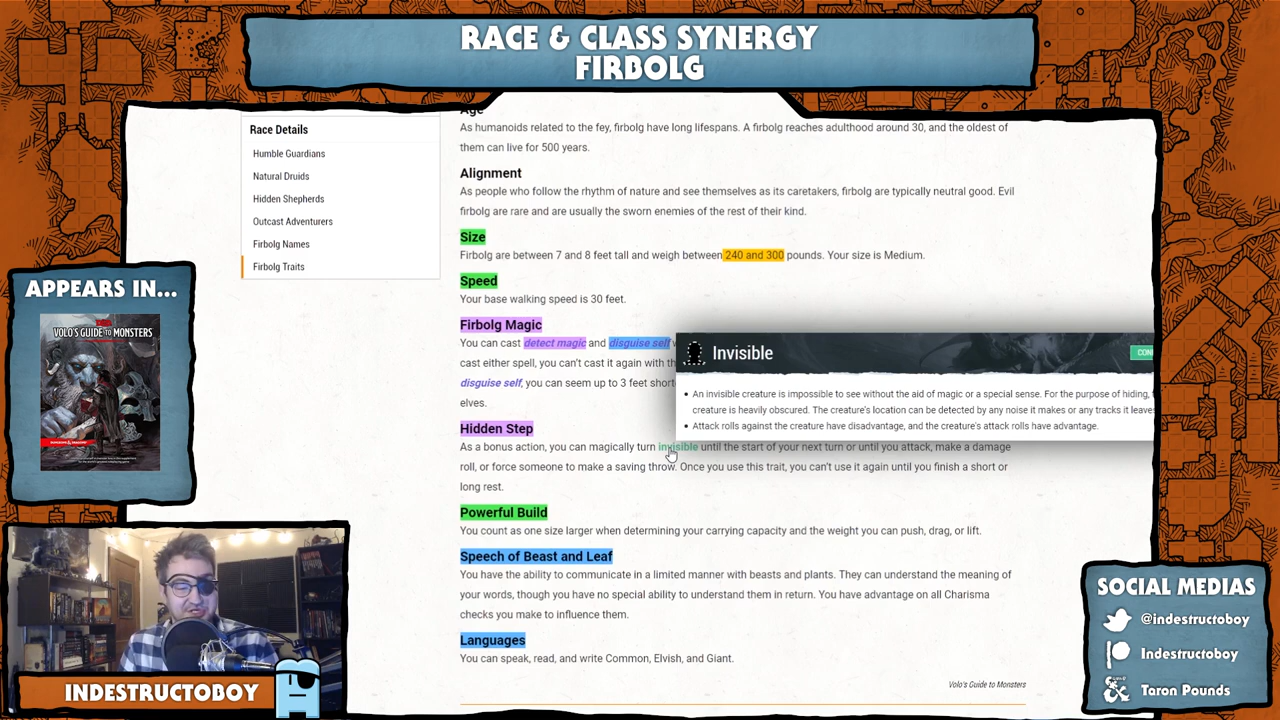 RACE & CLASS SYNERGY
FIRBOLG
Race Details
Humble Guardians
Natural Druids
Hidden Shepherds
Outcast Adventurers
Firbolg Names
Firbolg Traits
Age
As humanoids related to the fey, firbolg have long lifespans. A firbolg reaches adulthood around 30, and the oldest of
them can live for 500 years.
Alignment
As people who follow the rhythm of nature and see themselves as its caretakers, firbolg are typically neutral good. Evil
firbolg are rare and are usually the sworn enemies of the rest of their kind.
Size
Firbolg are between 7 and 8 feet tall and weigh between 240 and 300 pounds. Your size is Medium.
Speed
Your base walking speed is 30 feet.
Firbolg Magic
You can cast detect magic and disguise self
cast either spell, you can't cast it again with
disguise self, you can seem up to 3 feet
elves.
Invisible
An invisible creature is impossible to see without the aid of magic or a special sense. For the purpose of hiding,
creature is heavily obscured. The creature's location can be detected by any noise it makes or any tracks it leaves
Attack rolls against the creature have disadvantage, and the creature's attack rolls have advantage.
Hidden Step
As a bonus action, you can magically turn invisible until the start of your next turn or until you attack, make a damage
roll, or force someone to make a saving throw. Once you use this trait, you can't use it again until you finish a short or
long rest.
Powerful Build
You count as one size larger when determining your carrying capacity and the weight you can push, drag, or lift.
Speech of Beast and Leaf
You have the ability to communicate in a limited manner with beasts and plants. They can understand the meaning of
your words, though you have no special ability to understand them in return. You have advantage on all Charisma
checks you make to influence them.
Languages
You can speak, read, and write Common, Elvish, and Giant.
Volo's Guide to Monsters
APPEARS IN...
VOLO'S GUIDE TO MONSTERS
INDESTRUCTOBOY
SOCIAL MEDIAS
@indestructoboy
Indestructoboy
Taron Pounds